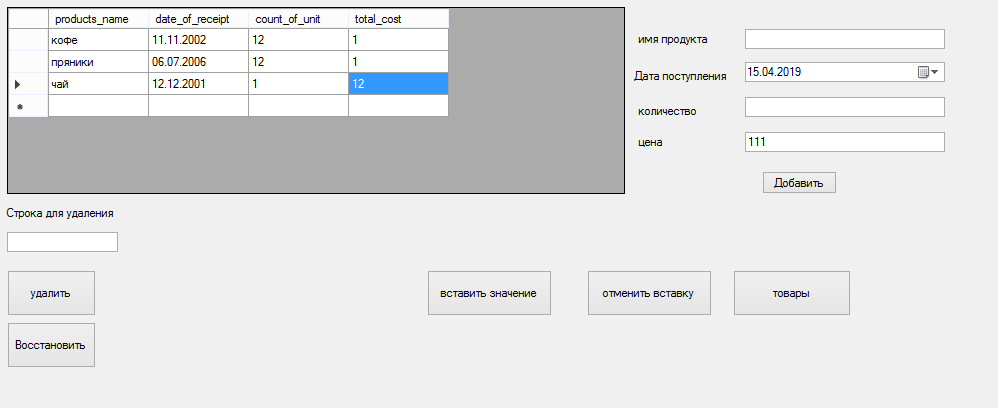 products_name date_of_receipt count_of_unit total_cost
кофе 11.11.2002 12 1
пряники 06.07.2006 12 1
чай 12.12.2001 1 12
имя продукта
Дата поступления 15.04.2019
количество
цена 111
Добавить
Строка для удаления
удалить вставить значение отменить вставку товары
Восстановить